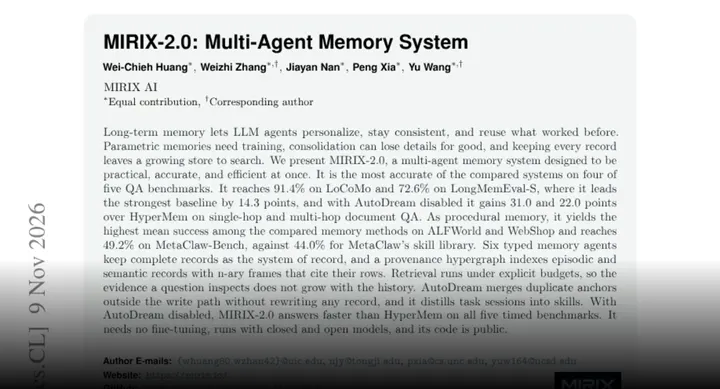 MIRIX-2.0: Multi-Agent Memory System
Wei-Chieh Huang*, Weizhi Zhang*,†, Jiayan Nan*, Peng Xia*, Yu Wang*,†
MIRIX AI
*Equal contribution, †Corresponding author
Long-term memory lets LLM agents personalize, stay consistent, and reuse what worked before.
Parametric memories need training, consolidation can lose details for good, and keeping every record
leaves a growing store to search. We present MIRIX-2.0, a multi-agent memory system designed to be
practical, accurate, and efficient at once. It is the most accurate of the compared systems on four of
five QA benchmarks. It reaches 91.4% on LoCoMo and 72.6% on LongMemEval-S, where it leads
the strongest baseline by 14.3 points, and with AutoDream disabled it gains 31.0 and 22.0 points
over HyperMem on single-hop and multi-hop document QA. As procedural memory, it yields the
highest mean success among the compared memory methods on ALFWorld and WebShop and reaches
49.2% on MetaClaw-Bench, against 44.0% for MetaClaw's skill library. Six typed memory agents
keep complete records as the system of record, and a provenance hypergraph indexes episodic and
semantic records with n-ary frames that cite their rows. Retrieval runs under explicit budgets, so the
evidence a question inspects does not grow with the history. AutoDream merges duplicate anchors
outside the write path without rewriting any record, and it distills task sessions into skills. With
AutoDream disabled, MIRIX-2.0 answers faster than HyperMem on all five timed benchmarks. It
needs no fine-tuning, runs with closed and open models, and its code is public.
Author E-mails:
Website:
MIRIX
.CL] 9 Nov 2026